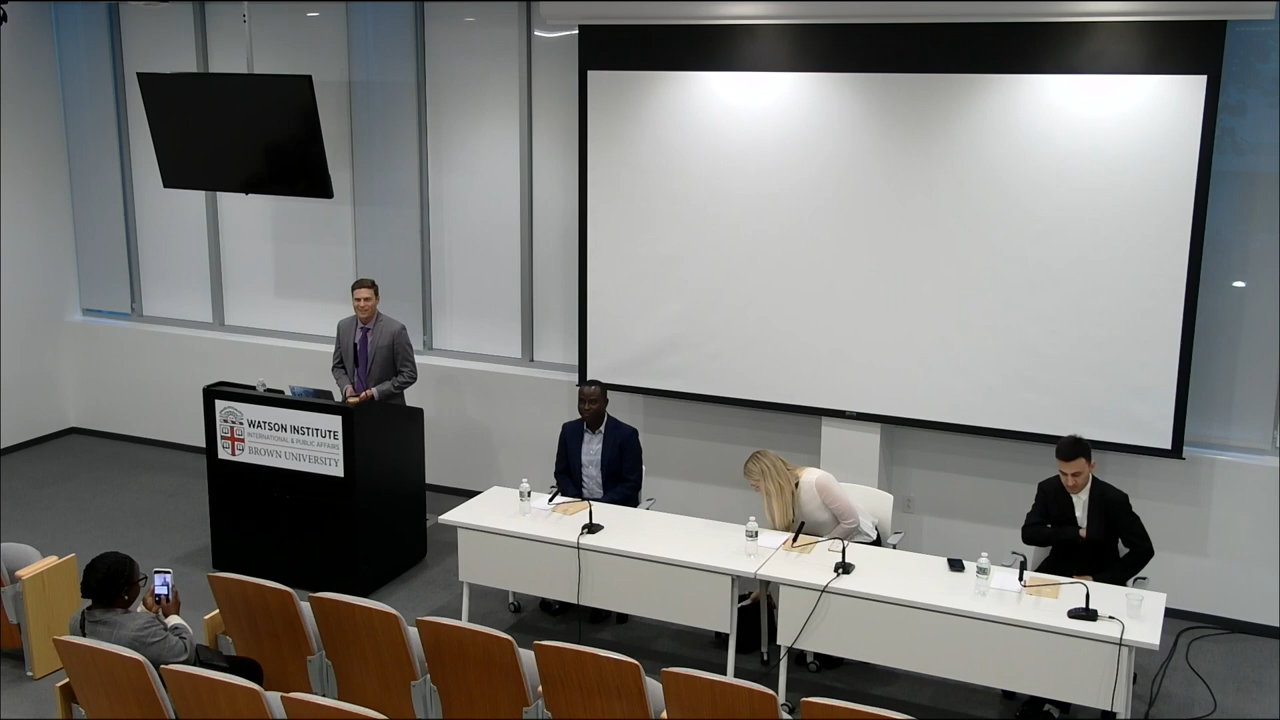 WATSON INSTITUTE
INTERNATIONAL & PUBLIC AFFAIRS
BROWN UNIVERSITY